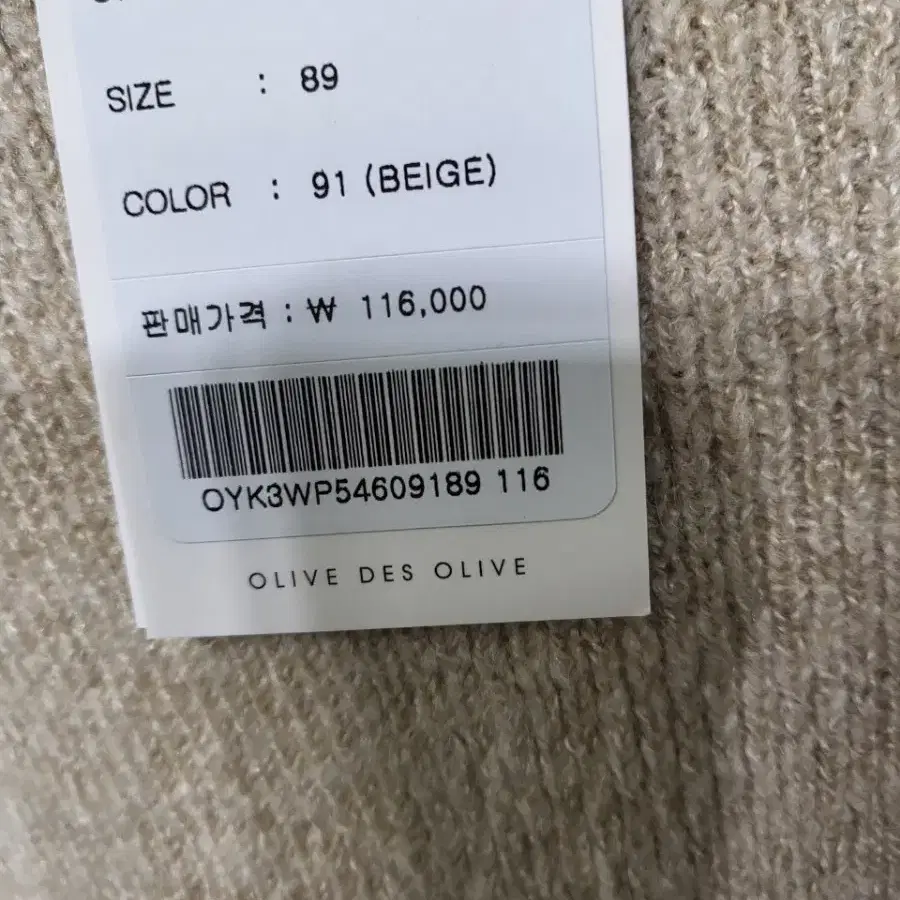 SIZE : 89
COLOR : 91 (BEIGE)
판매가격 : ₩ 116,000
OYK3WP54609189 116
OLIVE DES OLIVE